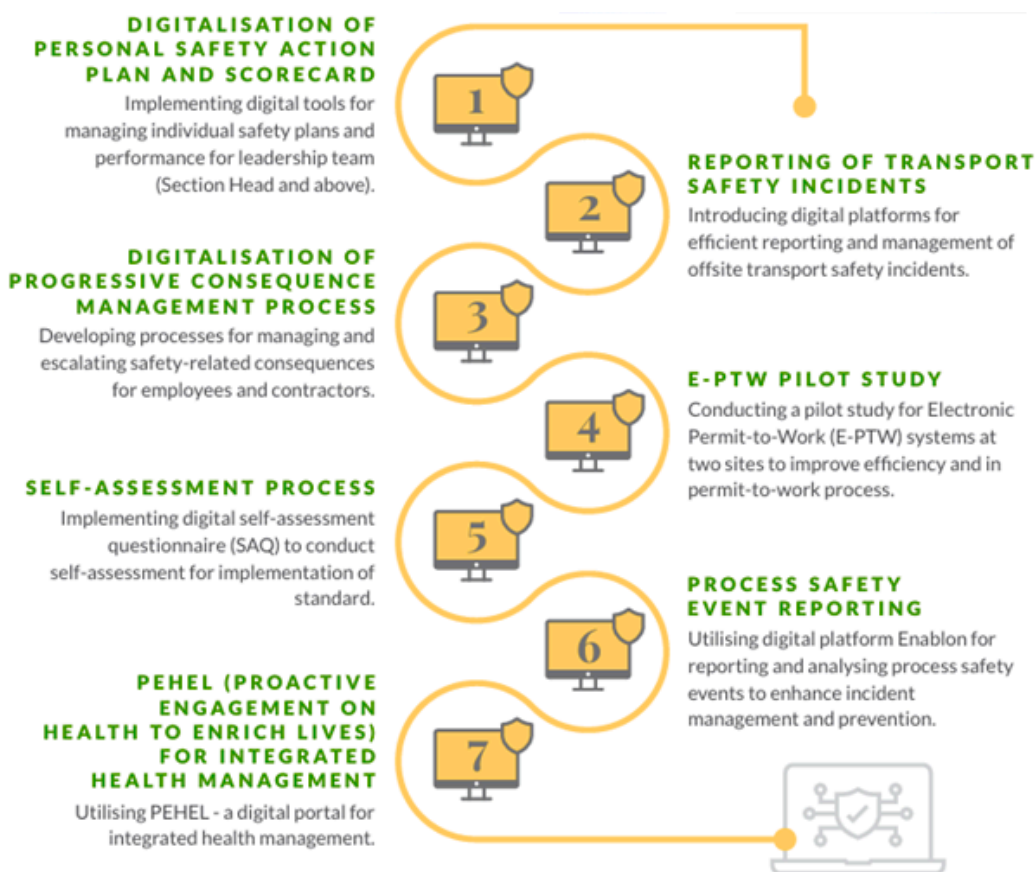 DIGITALISATION OF
PERSONAL SAFETY ACTION
PLAN AND SCORECARD
Implementing digital tools for
managing individual safety plans and
performance for leadership team
(Section Head and above).
1
2
REPORTING OF TRANSPORT
SAFETY INCIDENTS
Introducing digital platforms for
efficient reporting and management of
offsite transport safety incidents.
DIGITALISATION OF
PROGRESSIVE CONSEQUENCE
MANAGEMENT PROCESS
Developing processes for managing and
escalating safety-related consequences
for employees and contractors.
3
4
E-PTW PILOT STUDY
Conducting a pilot study for Electronic
Permit-to-Work (E-PTW) systems at
two sites to improve efficiency and in
permit-to-work process.
SELF-ASSESSMENT PROCESS
Implementing digital self-assessment
questionnaire (SAQ) to conduct
self-assessment for implementation of
standard.
5
6
PROCESS SAFETY
EVENT REPORTING
Utilising digital platform Enablon for
reporting and analysing process safety
events to enhance incident
management and prevention.
PEHEL (PROACTIVE
ENGAGEMENT ON
HEALTH TO ENRICH LIVES)
FOR INTEGRATED
HEALTH MANAGEMENT
Utilising PEHEL - a digital portal for
integrated health management.
7